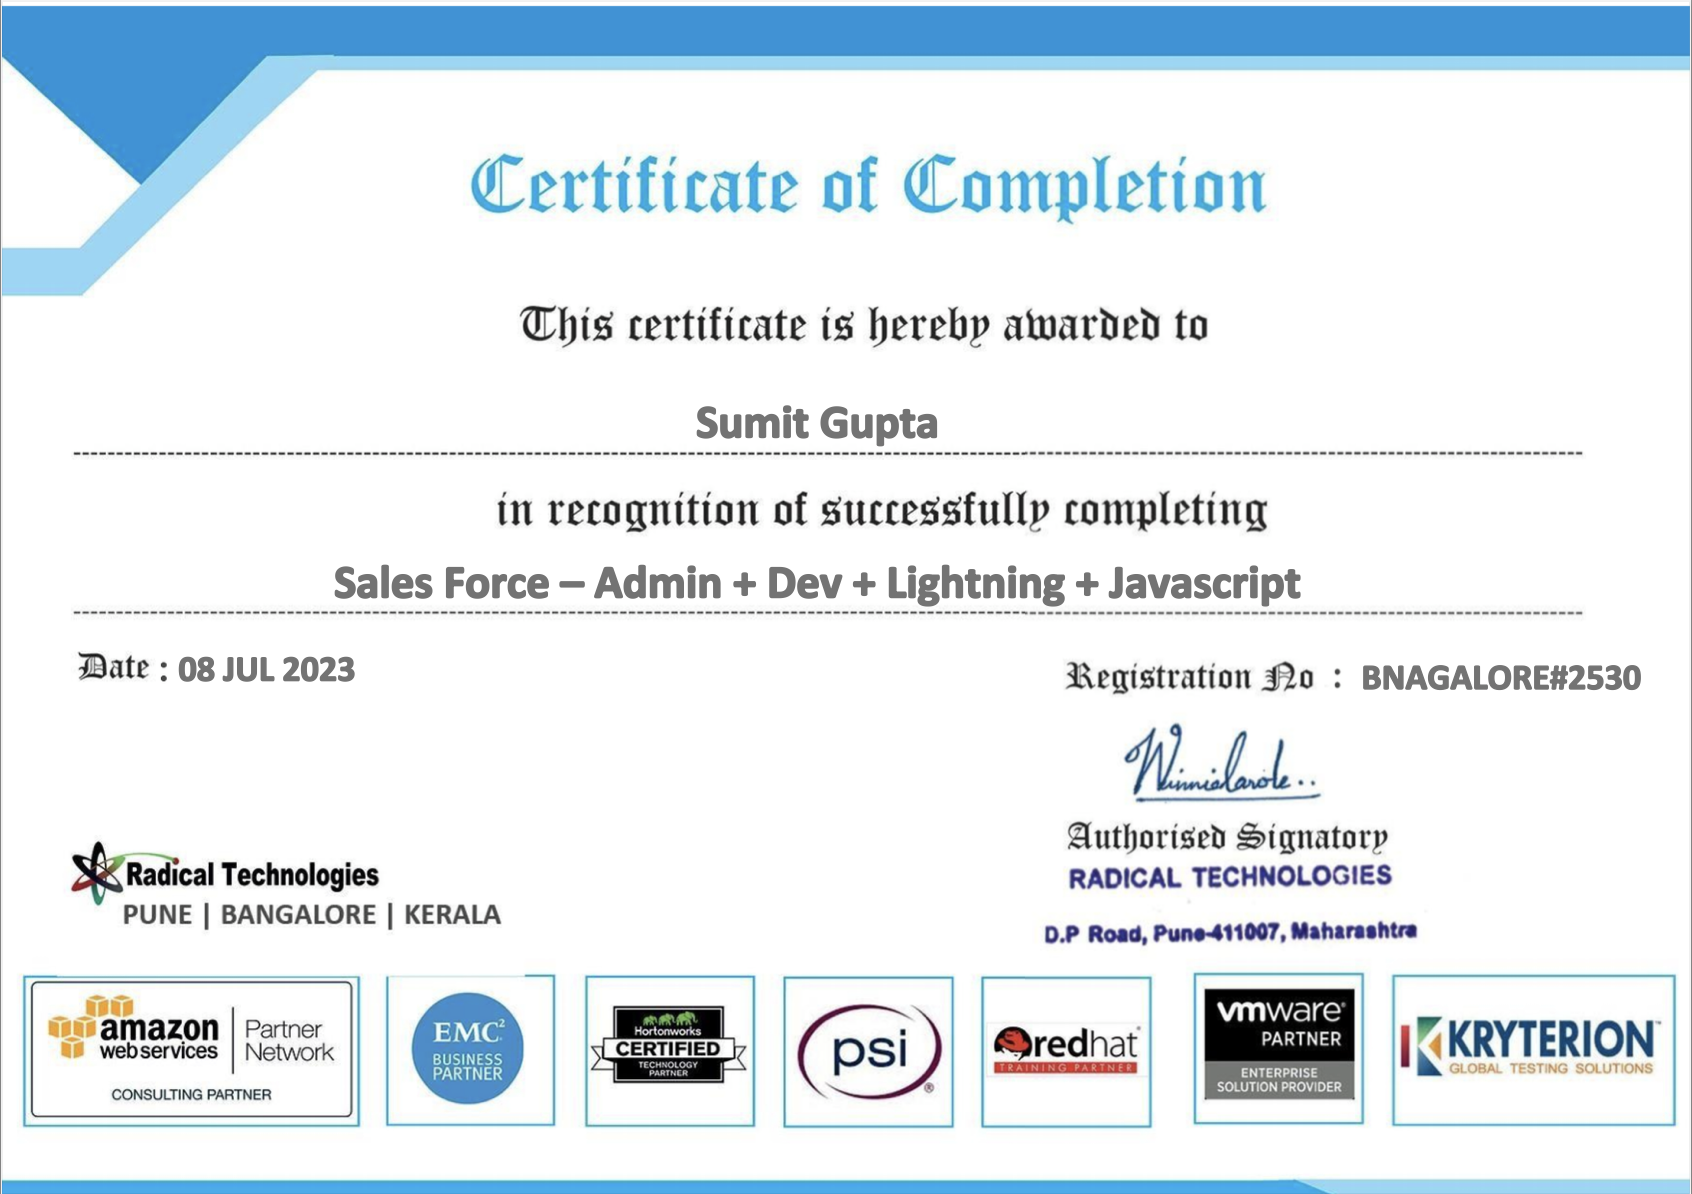 Certificate of Completion
This certificate is hereby awarded to
Sumit Gupta
in recognition of successfully completing
Sales Force – Admin + Dev + Lightning + Javascript
Date : 08 JUL 2023
Registration No : BNAGALORE#2530
Authorised Signatory
RADICAL TECHNOLOGIES
D.P Road, Pune-411007, Maharashtra
Radical Technologies
PUNE | BANGALORE | KERALA
amazon
web services
Partner
Network
CONSULTING PARTNER
EMC²
BUSINESS
PARTNER
Hortonworks
CERTIFIED
TECHNOLOGY
PARTNER
psi
®
redhat
TRAINING PARTNER
vmware®
PARTNER
ENTERPRISE
SOLUTION PROVIDER
KRYTERION™
GLOBAL TESTING SOLUTIONS